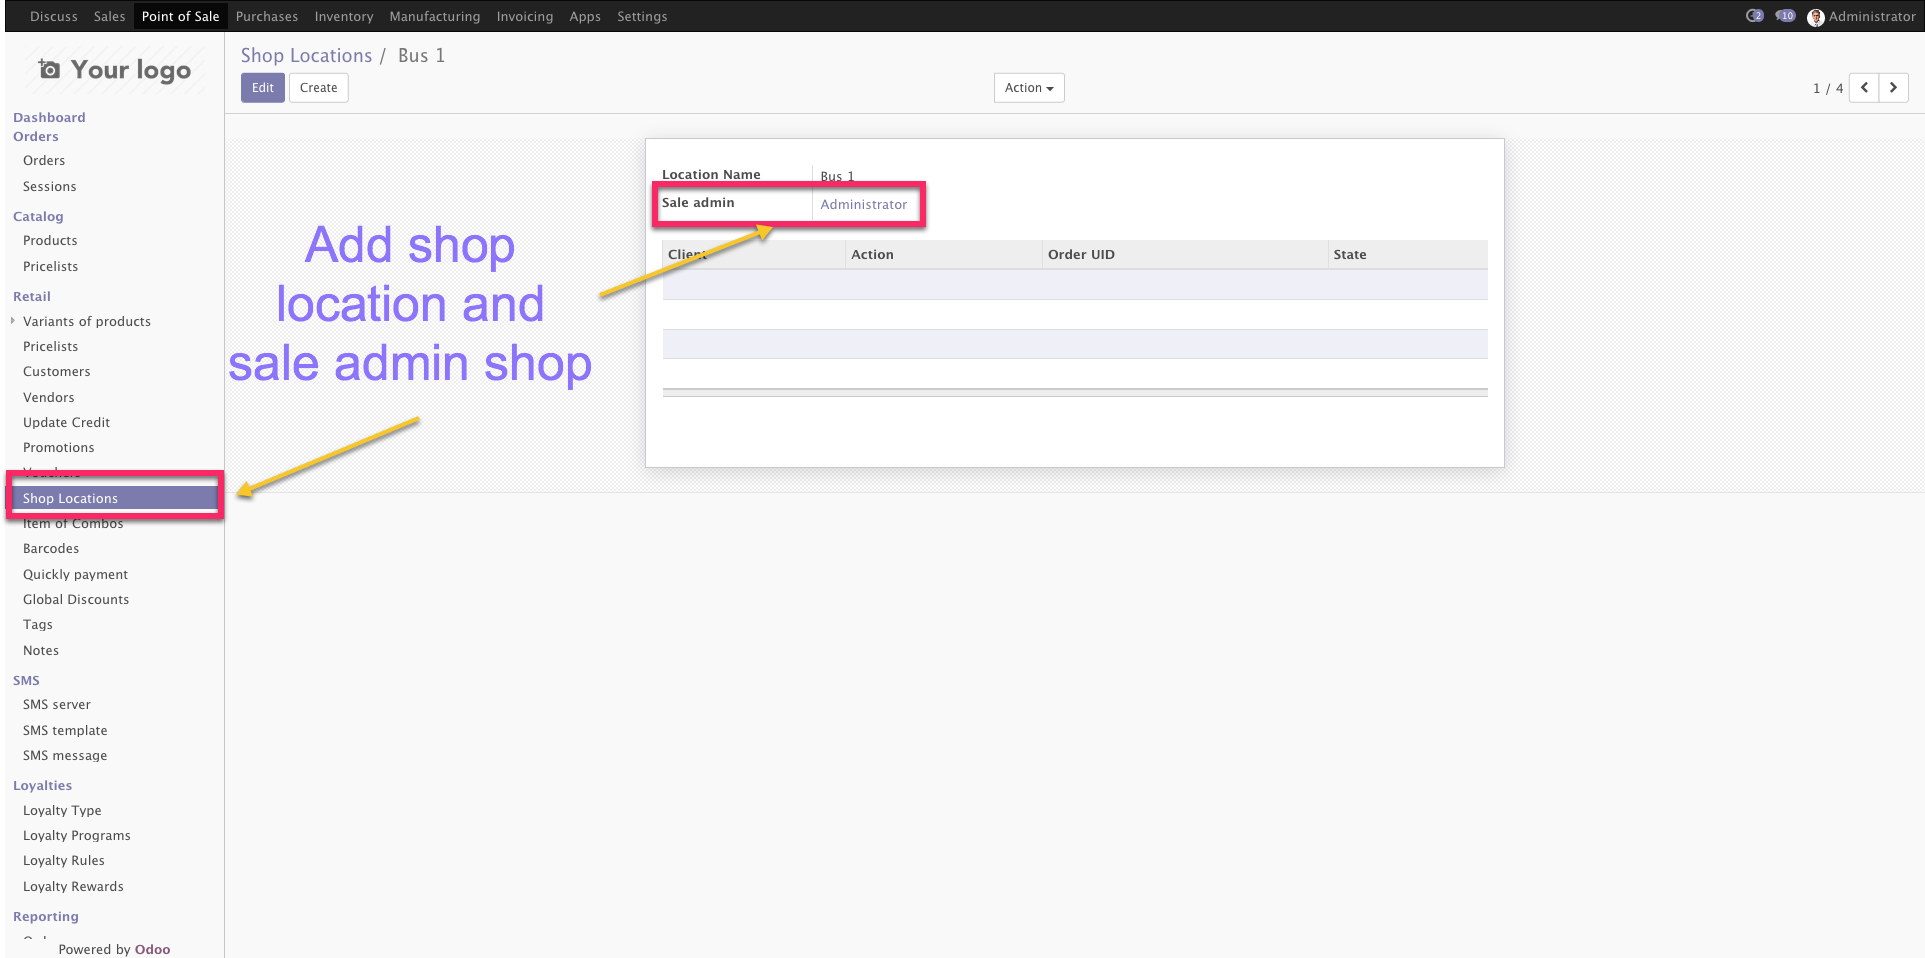 Discuss Sales Point of Sale Purchases Inventory Manufacturing Invoicing Apps Settings 2 10 Administrator
Your logo
Dashboard
Orders
Orders
Sessions
Catalog
Products
Pricelists
Retail
Variants of products
Pricelists
Customers
Vendors
Update Credit
Promotions
Vouchers
Shop Locations
Item of Combos
Barcodes
Quickly payment
Global Discounts
Tags
Notes
SMS
SMS server
SMS template
SMS message
Loyalties
Loyalty Type
Loyalty Programs
Loyalty Rules
Loyalty Rewards
Reporting
Powered by Odoo
Shop Locations / Bus 1
Edit Create Action 1 / 4
Location Name Bus 1
Sale admin Administrator
Client Action Order UID State
Add shop
location and
sale admin shop